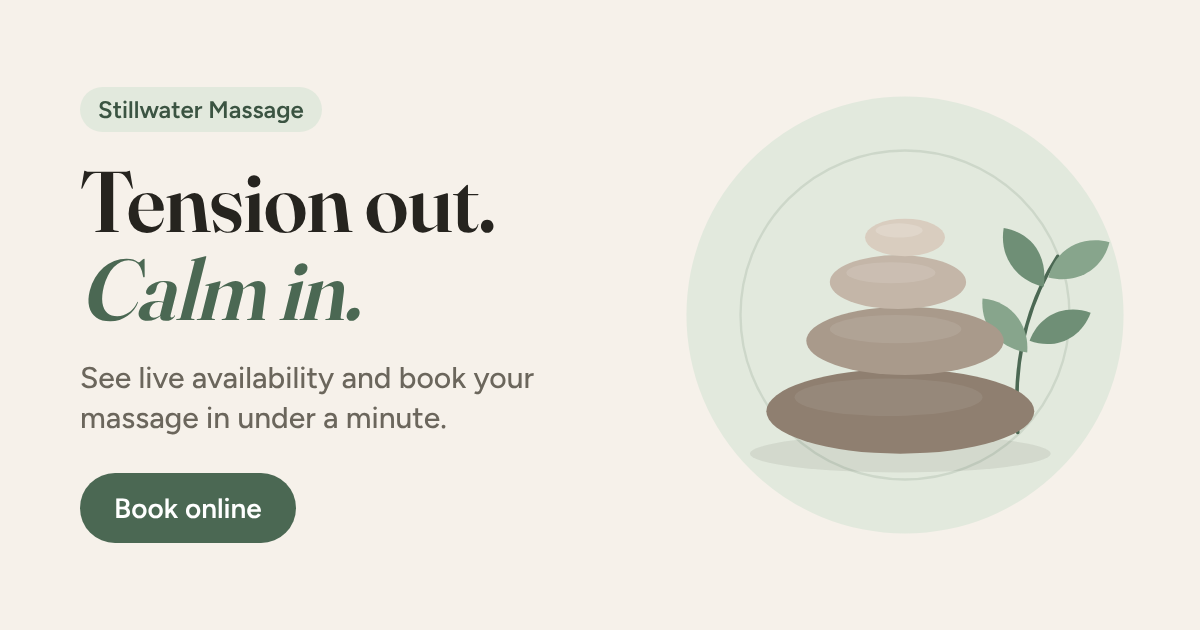 Stillwater Massage
Tension out.
Calm in.
See live availability and book your
massage in under a minute.
Book online